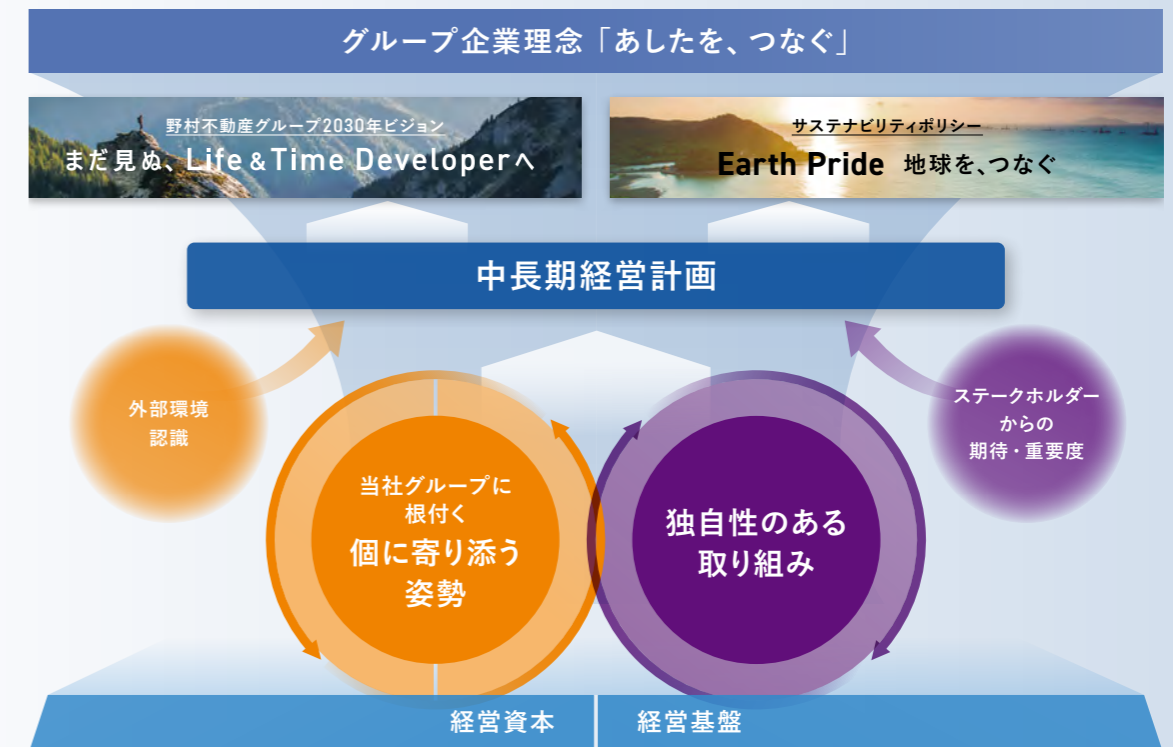 グループ企業理念「あしたを、つなぐ」
野村不動産グループ2030年ビジョン
まだ見ぬ、Life & Time Developerへ
サステナビリティポリシー
Earth Pride 地球を、つなぐ
中長期経営計画
外部環境
認識
ステークホルダー
からの
期待・重要度
当社グループに
根付く
個に寄り添う
姿勢
独自性のある
取り組み
経営資本
経営基盤